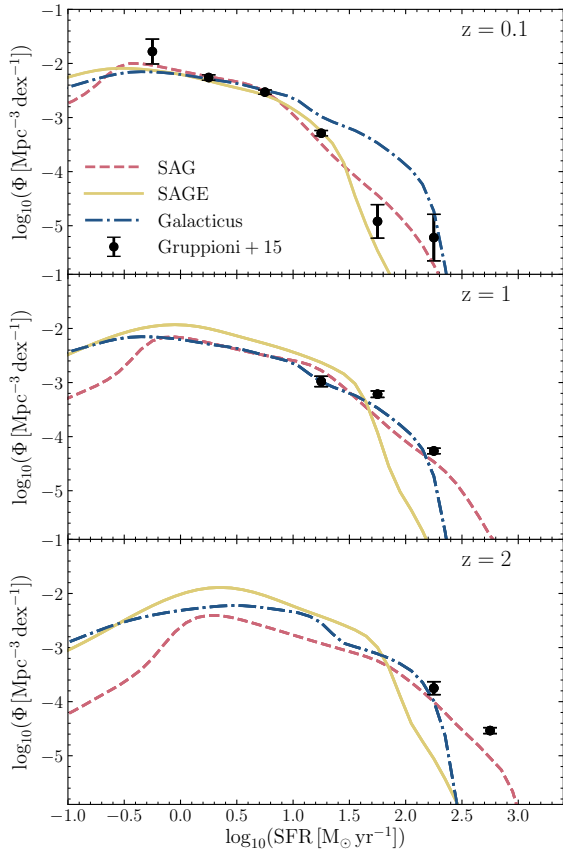 −1
z = 0.1
−2
−3
−4
−5
log₁₀(Φ [Mpc⁻³ dex⁻¹])
SAG
SAGE
Galacticus
Gruppioni + 15
−1
z = 1
−2
−3
−4
−5
log₁₀(Φ [Mpc⁻³ dex⁻¹])
−1
z = 2
−2
−3
−4
−5
log₁₀(Φ [Mpc⁻³ dex⁻¹])
−1.0 −0.5 0.0 0.5 1.0 1.5 2.0 2.5 3.0
log₁₀(SFR [M⊙ yr⁻¹])